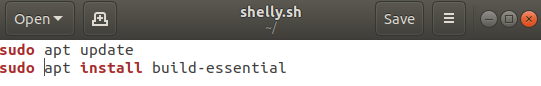 Open
shelly.sh
~/
Save
sudo apt update
sudo apt install build-essential